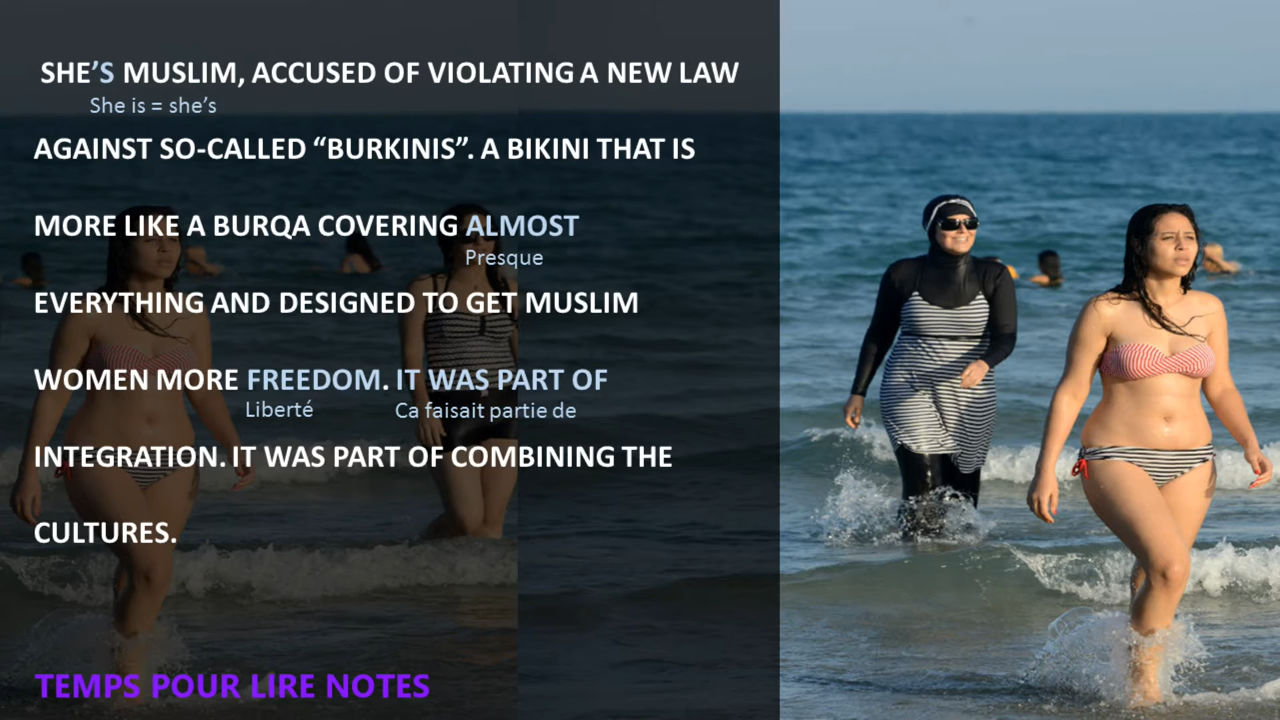 SHE’S MUSLIM, ACCUSED OF VIOLATING A NEW LAW
She is = she’s
AGAINST SO-CALLED “BURKINIS”. A BIKINI THAT IS
MORE LIKE A BURQA COVERING ALMOST
Presque
EVERYTHING AND DESIGNED TO GET MUSLIM
WOMEN MORE FREEDOM. IT WAS PART OF
Liberté Ca faisait partie de
INTEGRATION. IT WAS PART OF COMBINING THE
CULTURES.
TEMPS POUR LIRE NOTES